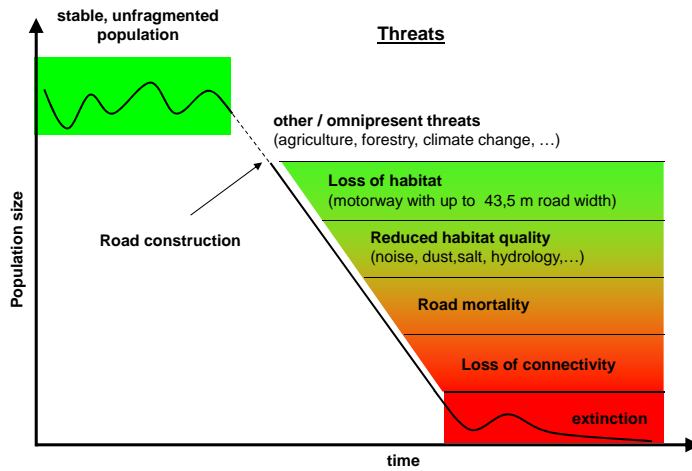 stable, unfragmented
population
Threats
other / omnipresent threats
(agriculture, forestry, climate change, …)
Loss of habitat
(motorway with up to 43,5 m road width)
Reduced habitat quality
(noise, dust,salt, hydrology,…)
Road construction
Road mortality
Loss of connectivity
extinction
Population size
time